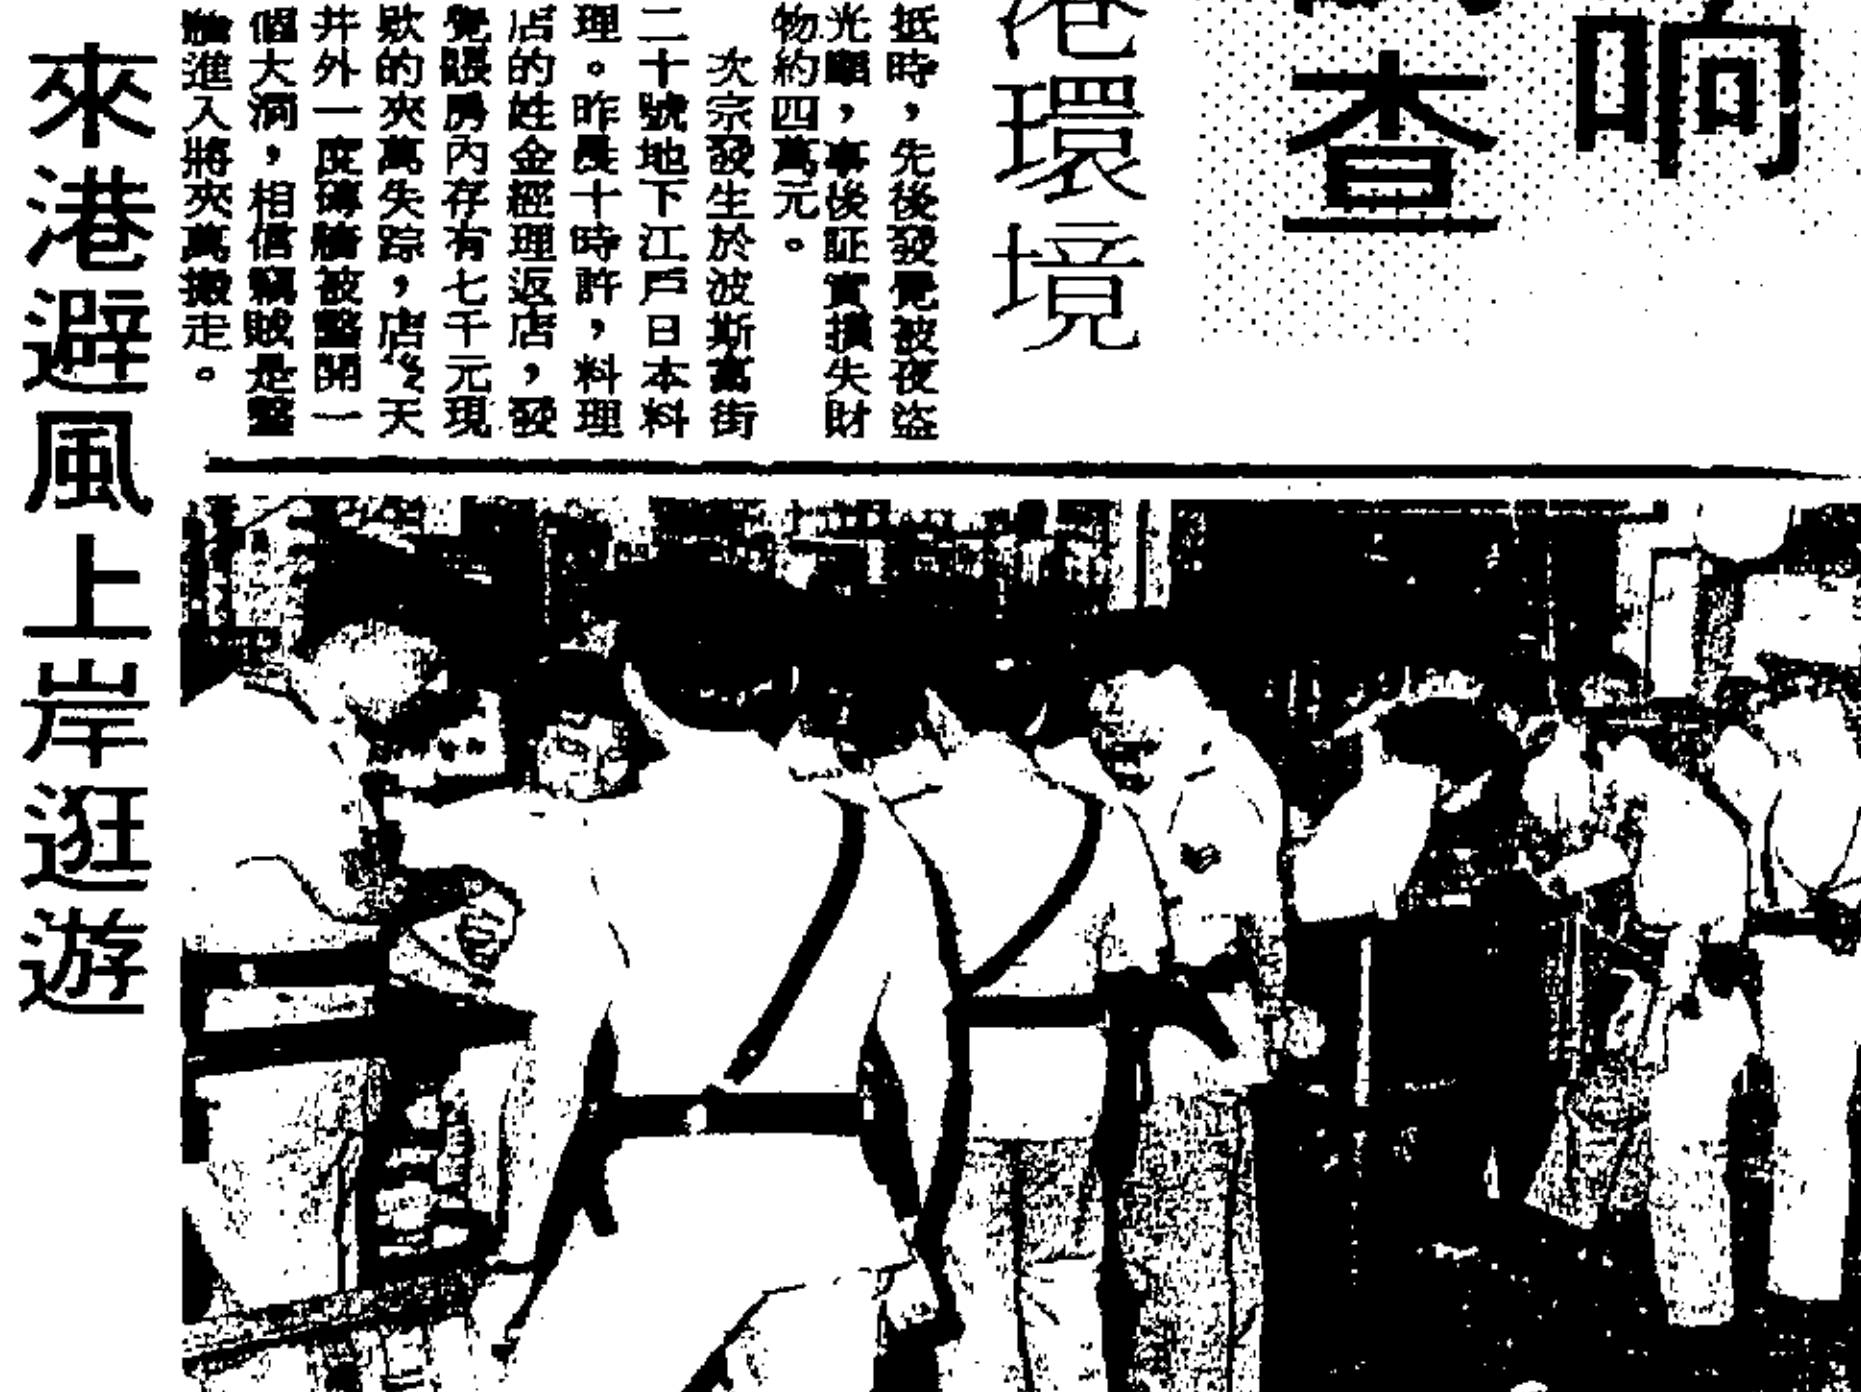 响
查
環境
抵時，先後發覺被夜盜
光顧，事後証實損失財
物約四萬元。
次宗發生於波斯富街
二十號地下江戶日本料
理。昨晨十時許，料理
店的姓金經理返店，發
覺賬房內存有七千元現
欵的夾萬失踪，店後天
井外一度磚牆被鑿開一
個大洞，相信竊賊是鑿
牆進入將夾萬搬走。
來港避風上岸逛遊